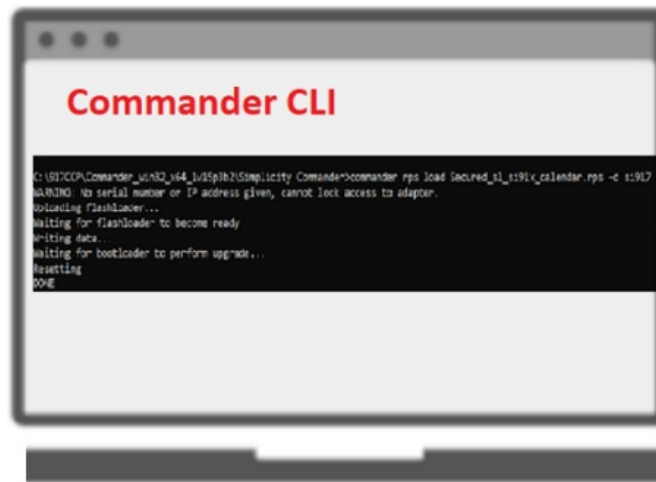 Commander CLI
C:\917CCP\Commander_win32_x64_1v15p3b2\Simplicity Commander>commander rps load Secured_sl_si91x_calendar.rps -d si917
WARNING: No serial number or IP address given, cannot lock access to adapter.
Uploading flashloader...
Waiting for flashloader to become ready
Writing data...
Waiting for bootloader to perform upgrade...
Resetting
DONE